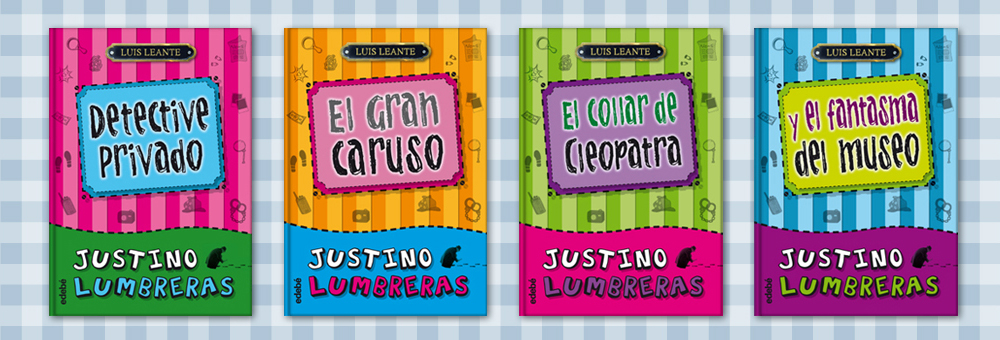 LUIS LEANTE
Detective
privado
JUSTINO
LUMBRERAS
edebé
LUIS LEANTE
El Gran
caruso
JUSTINO
LUMBRERAS
edebé
LUIS LEANTE
El collar de
Cleopatra
JUSTINO
LUMBRERAS
edebé
LUIS LEANTE
y el fantasma
del museo
JUSTINO
LUMBRERAS
edebé